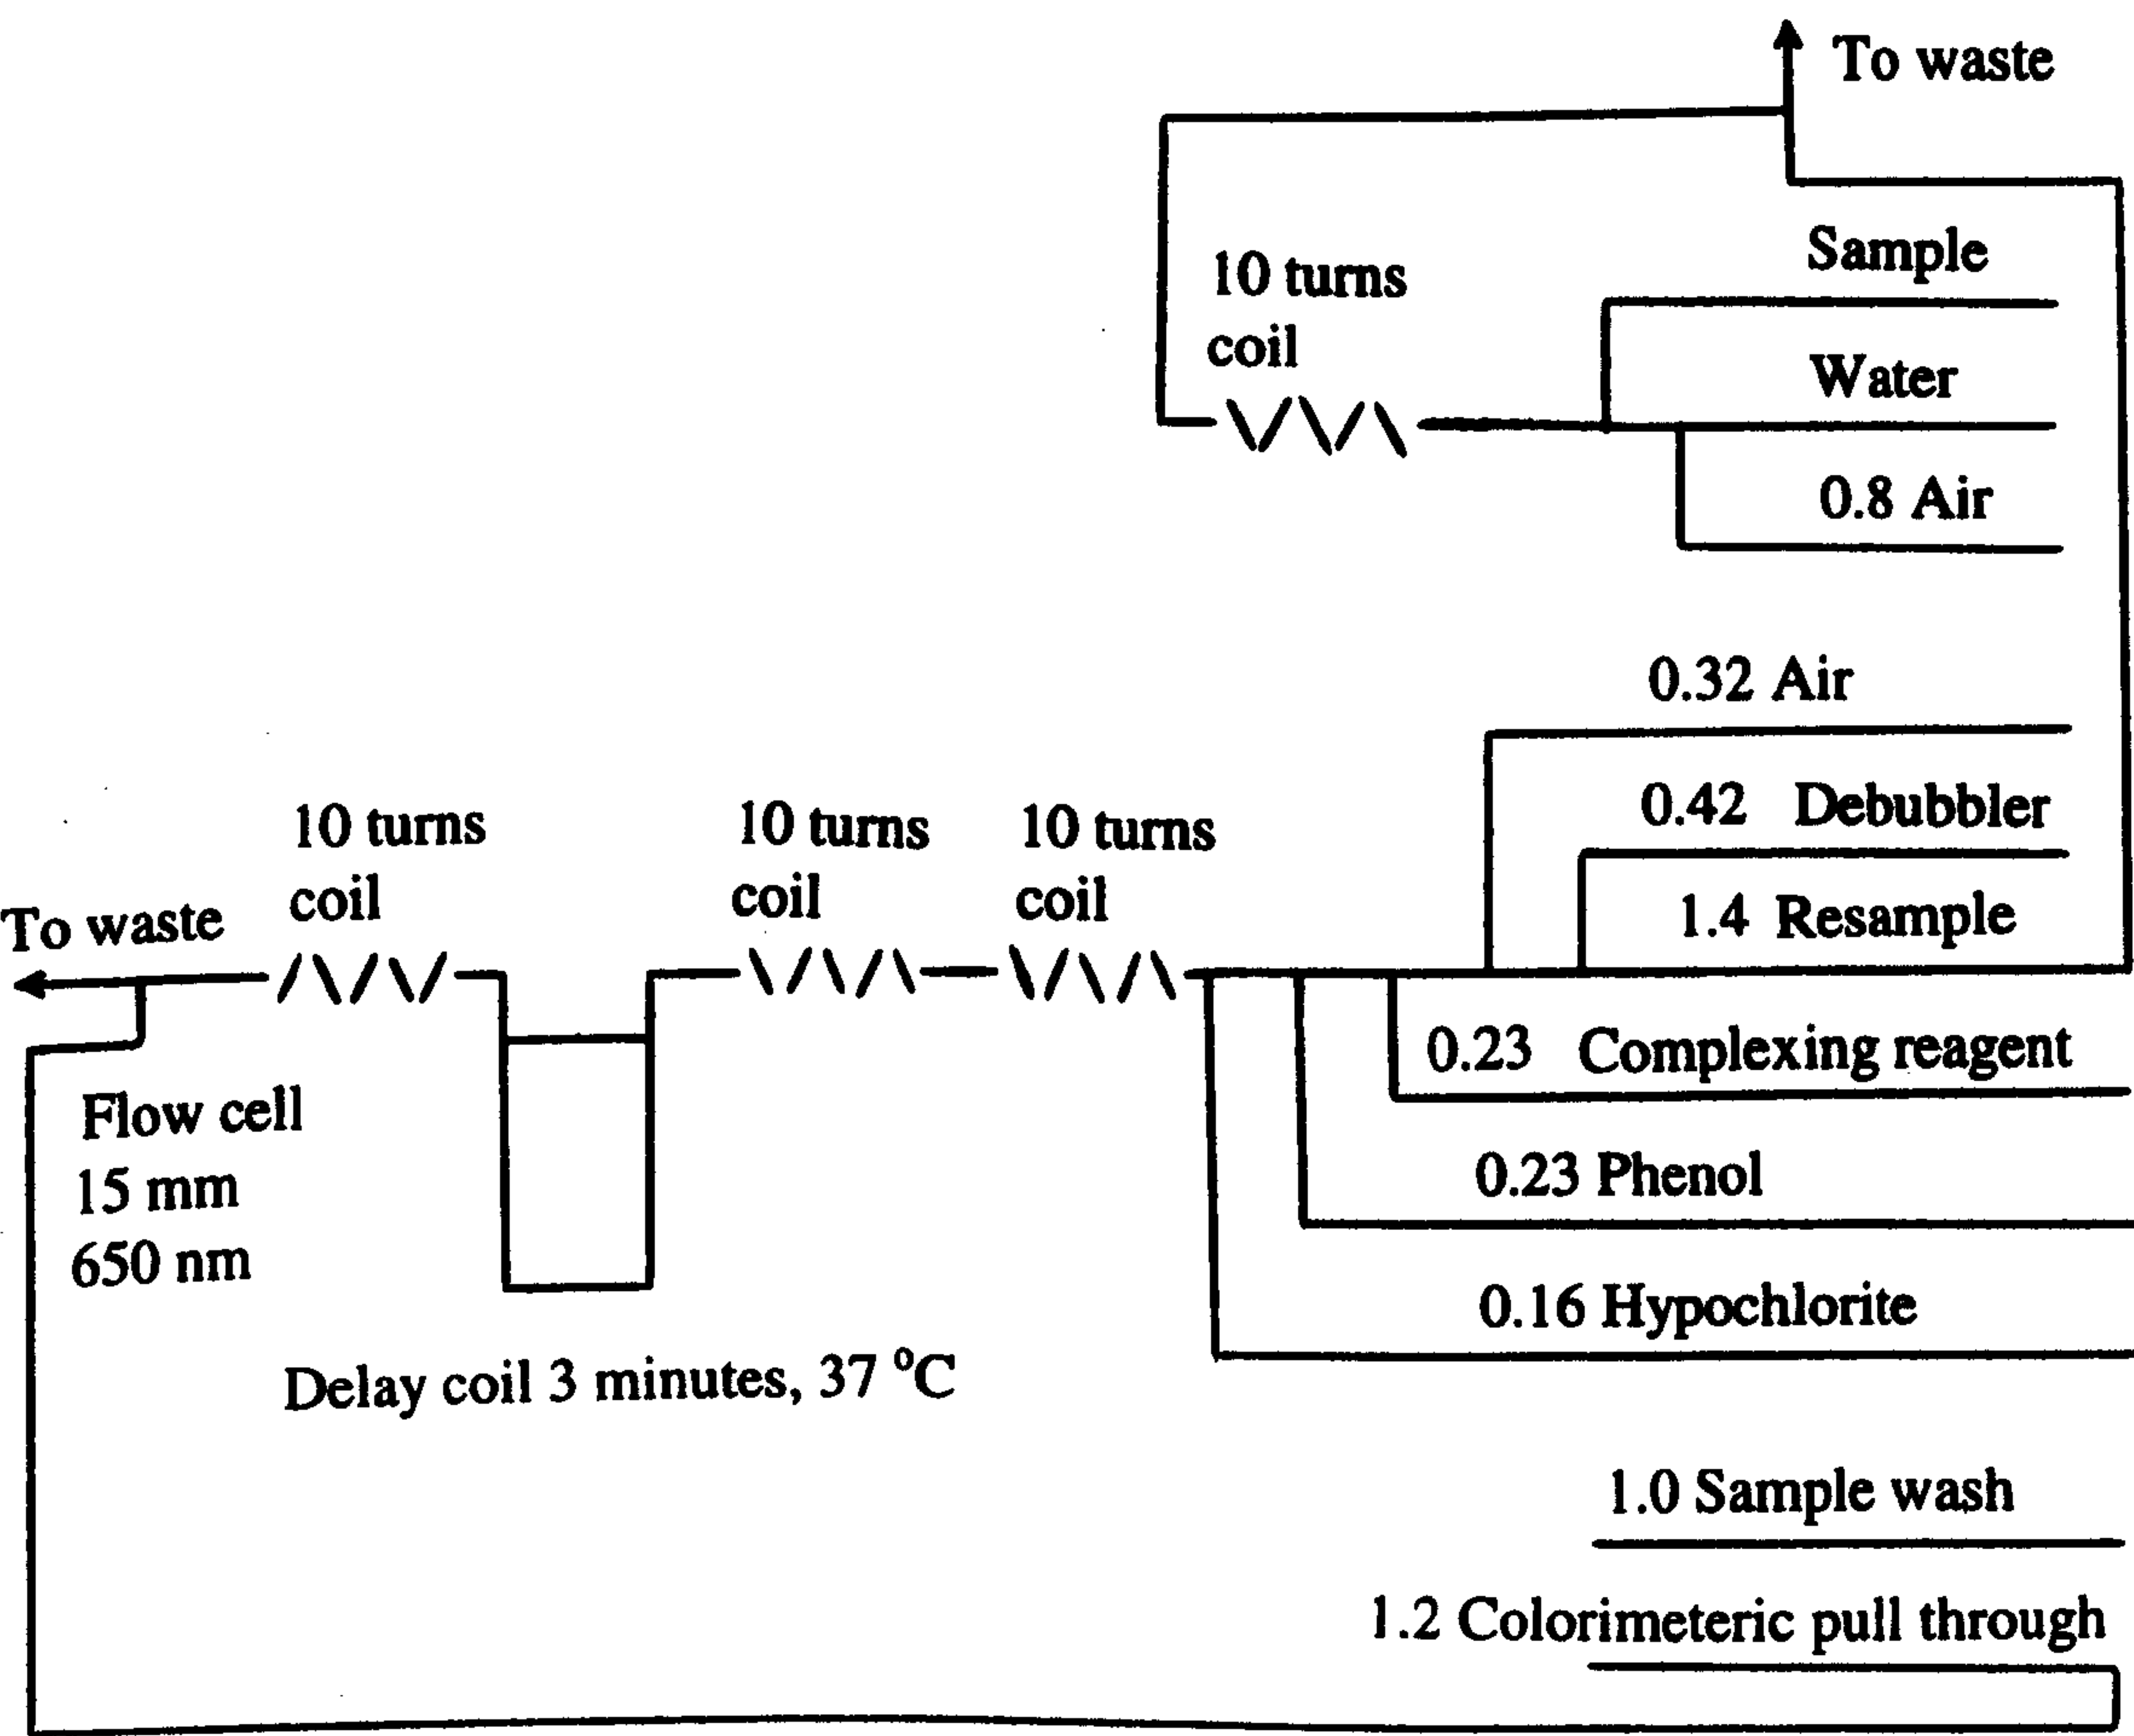 To waste
Sample
10 turns
coil
Water
0.8 Air
0.32 Air
0.42 Debubbler
1.4 Resample
10 turns
coil
10 turns
coil
10 turns
coil
To waste
0.23 Complexing reagent
Flow cell
15 mm
650 nm
0.23 Phenol
0.16 Hypochlorite
Delay coil 3 minutes, 37 ⁰C
1.0 Sample wash
1.2 Colorimeteric pull through